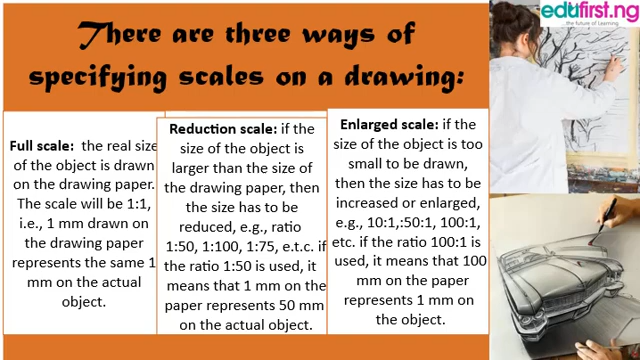 edufirst.ng
...the future of Learning
There are three ways of
specifying scales on a drawing:
Full scale: the real size
of the object is drawn
on the drawing paper.
The scale will be 1:1,
i.e., 1 mm drawn on
the drawing paper
represents the same 1
mm on the actual
object.
Reduction scale: if the
size of the object is
larger than the size of
the drawing paper, then
the size has to be
reduced, e.g., ratio
1:50, 1:100, 1:75, e.t.c. if
the ratio 1:50 is used, it
means that 1 mm on the
paper represents 50 mm
on the actual object.
Enlarged scale: if the
size of the object is too
small to be drawn,
then the size has to be
increased or enlarged,
e.g., 10:1,:50:1, 100:1,
etc. if the ratio 100:1 is
used, it means that 100
mm on the paper
represents 1 mm on
the object.